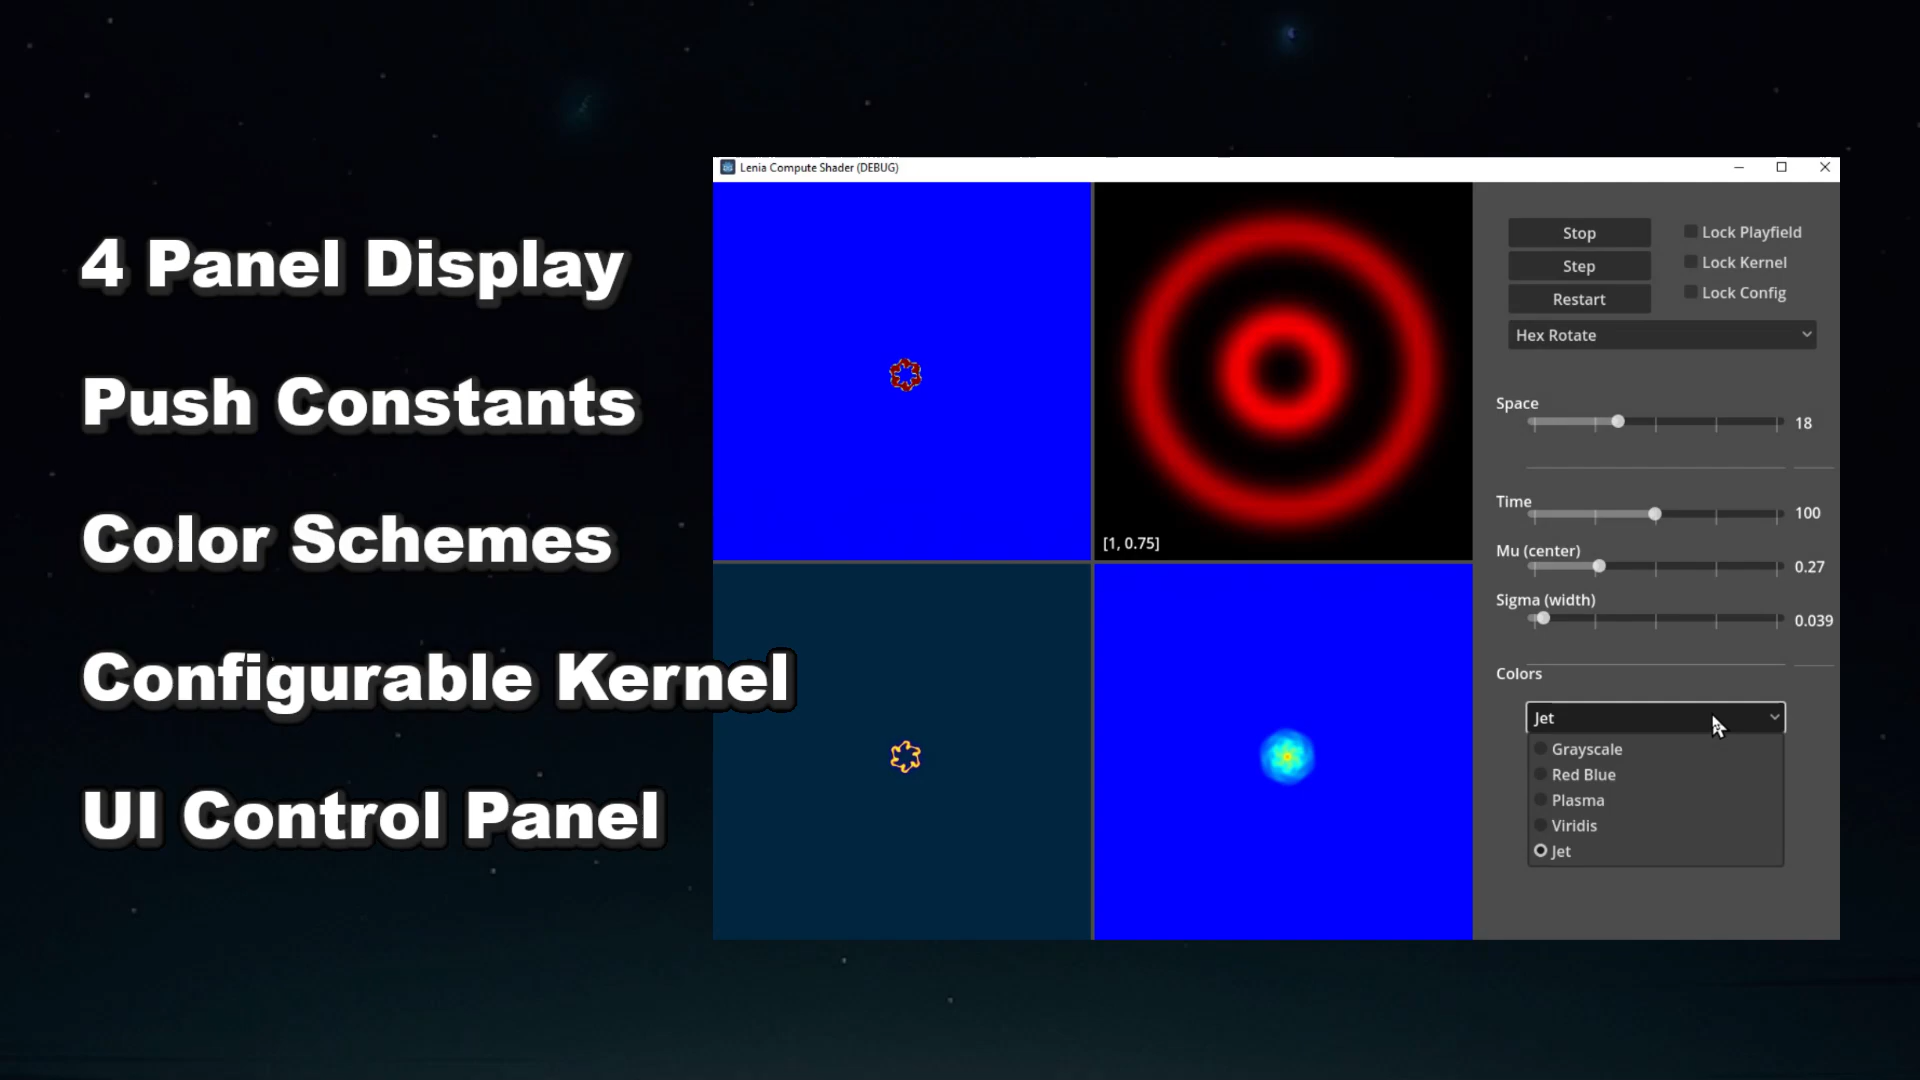 4 Panel Display
Push Constants
Color Schemes
Configurable Kernel
UI Control Panel
Lenia Compute Shader (DEBUG)
[1, 0.75]
Stop
Step
Restart
Lock Playfield
Lock Kernel
Lock Config
Hex Rotate
Space
18
Time
100
Mu (center)
0.27
Sigma (width)
0.039
Colors
Jet
Grayscale
Red Blue
Plasma
Viridis
Jet